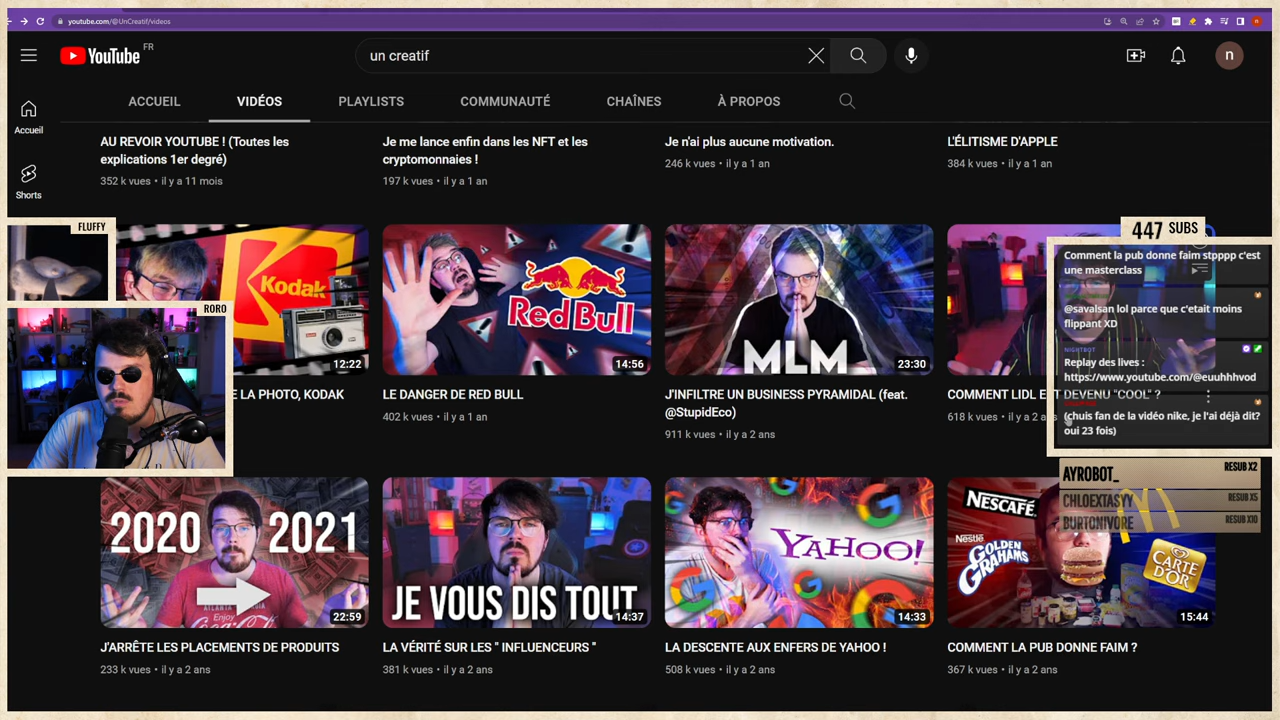 youtube.com/@UnCreatif/videos
YouTube FR
un creatif
n
ACCUEIL VIDÉOS PLAYLISTS COMMUNAUTÉ CHAÎNES À PROPOS
Accueil
Shorts
AU REVOIR YOUTUBE ! (Toutes les
explications 1er degré)
352 k vues • il y a 11 mois
Je me lance enfin dans les NFT et les
cryptomonnaies !
197 k vues • il y a 1 an
Je n'ai plus aucune motivation.
246 k vues • il y a 1 an
L'ÉLITISME D'APPLE
384 k vues • il y a 1 an
FLUFFY
RORO
Kodak
12:22
E LA PHOTO, KODAK
Red Bull
14:56
LE DANGER DE RED BULL
402 k vues • il y a 1 an
MLM
23:30
J'INFILTRE UN BUSINESS PYRAMIDAL (feat.
@StupidEco)
911 k vues • il y a 2 ans
COMMENT LIDL EST DEVENU "COOL" ?
618 k vues • il y a 2 ans
447 SUBS
Comment la pub donne faim stpppp c'est
une masterclass
@savalsan lol parce que c'etait moins
flippant XD
NIGHTBOT
Replay des lives :
https://www.youtube.com/@euuhhhvod
(chuis fan de la vidéo nike, je l'ai déjà dit?
oui 23 fois)
AYROBOT_ RESUB X2
CHLOEXTASYY RESUB X5
BURTONIVORE RESUB X10
2020 2021
ATLANTA
Enjoy
Coca-Cola
22:59
J'ARRÊTE LES PLACEMENTS DE PRODUITS
233 k vues • il y a 2 ans
JE VOUS DIS TOUT
14:37
LA VÉRITÉ SUR LES " INFLUENCEURS "
381 k vues • il y a 2 ans
YAHOO!
14:33
LA DESCENTE AUX ENFERS DE YAHOO !
508 k vues • il y a 2 ans
NESCAFÉ
Nestlé
GOLDEN
GRAHAMS
CARTE
D'OR
15:44
COMMENT LA PUB DONNE FAIM ?
367 k vues • il y a 2 ans